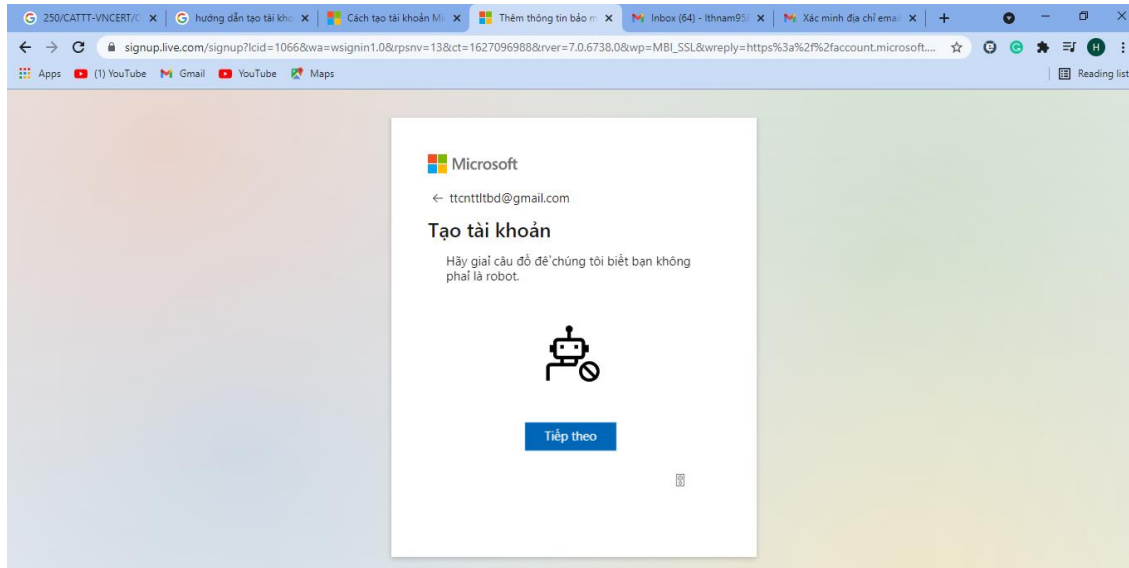 250/CATTT-VNCERT/C
hướng dẫn tạo tài kho
Cách tạo tài khoản Mi
Thêm thông tin bảo m
Inbox (64) - lthnam95
Xác minh địa chỉ emai
signup.live.com/signup?lcid=1066&wa=wsignin1.0&rpsnv=13&ct=1627096988&rver=7.0.6738.0&wp=MBI_SSL&wreply=https%3a%2f%2faccount.microsoft....
H
Apps
(1) YouTube
Gmail
YouTube
Maps
Reading list
Microsoft
← ttcnttltbd@gmail.com
Tạo tài khoản
Hãy giải câu đố để chúng tôi biết bạn không
phải là robot.
Tiếp theo